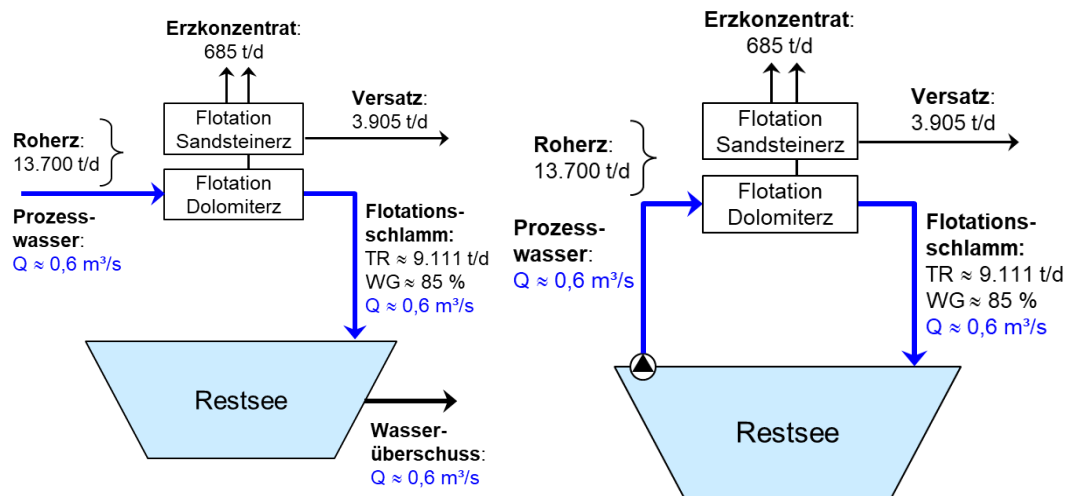 Erzkonzentrat:
685 t/d
Flotation
Sandsteinerz
Versatz:
3.905 t/d
Roherz:
13.700 t/d
Flotation
Dolomiterz
Prozess-
wasser:
Q ≈ 0,6 m³/s
Flotations-
schlamm:
TR ≈ 9.111 t/d
WG ≈ 85 %
Q ≈ 0,6 m³/s
Restsee
Wasser-
überschuss:
Q ≈ 0,6 m³/s
Erzkonzentrat:
685 t/d
Flotation
Sandsteinerz
Versatz:
3.905 t/d
Roherz:
13.700 t/d
Flotation
Dolomiterz
Prozess-
wasser:
Q ≈ 0,6 m³/s
Flotations-
schlamm:
TR ≈ 9.111 t/d
WG ≈ 85 %
Q ≈ 0,6 m³/s
Restsee